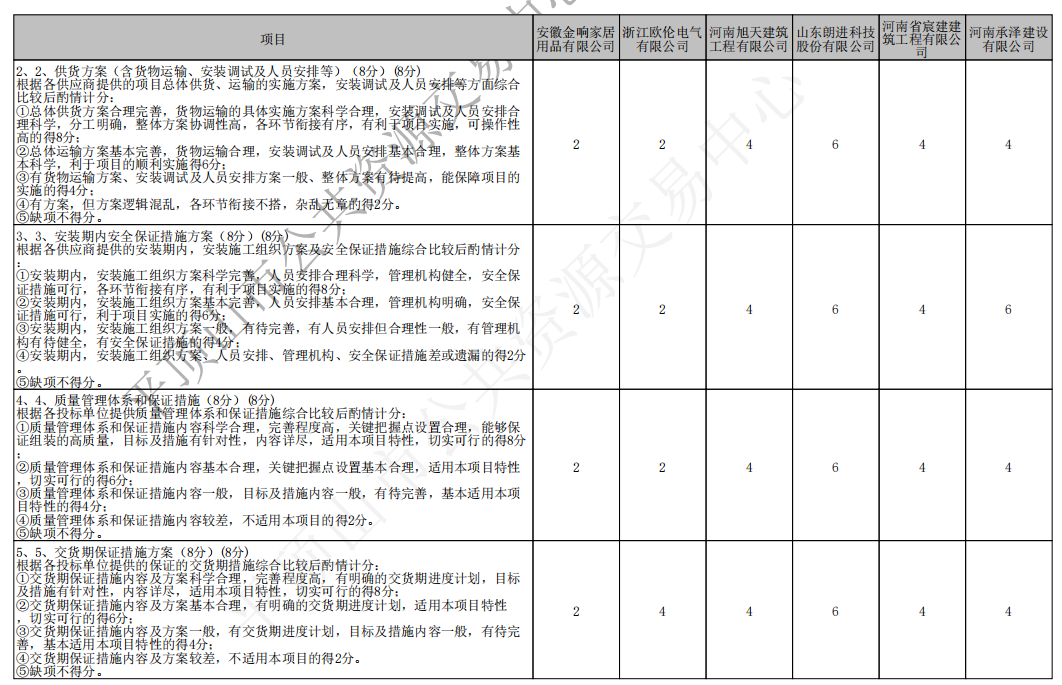 项目
安徽金响家居
用品有限公司
浙江欧伦电气
有限公司
河南旭天建筑
工程有限公司
山东朗进科技
股份有限公司
河南省宸建建
筑工程有限公
司
河南承泽建设
有限公司
2、2、供货方案（含货物运输、安装调试及人员安排等）（8分）(8分)
根据各供应商提供的项目总体供货、运输的实施方案，安装调试及人员安排等方面综合
比较后酌情计分：
①总体供货方案合理完善，货物运输的具体实施方案科学合理，安装调试及人员安排合
理科学，分工明确，整体方案协调性高，各环节衔接有序，有利于项目实施，可操作性
高的得8分；
②总体运输方案基本完善，货物运输合理，安装调试及人员安排基本合理，整体方案基
本科学，利于项目的顺利实施得6分；
③有货物运输方案、安装调试及人员安排方案一般、整体方案有待提高，能保障项目的
实施的得4分；
④有方案，但方案逻辑混乱，各环节衔接不搭，杂乱无章的得2分。
⑤缺项不得分。
2 2 4 6 4 4
3、3、安装期内安全保证措施方案（8分）(8分)
根据各供应商提供的安装期内，安装施工组织方案及安全保证措施综合比较后酌情计分
：
①安装期内，安装施工组织方案科学完善，人员安排合理科学，管理机构健全，安全保
证措施可行，各环节衔接有序，有利于项目实施的得8分；
②安装期内，安装施工组织方案基本完善，人员安排基本合理，管理机构明确，安全保
证措施可行，利于项目实施的得6分；
③安装期内，安装施工组织方案一般，有待完善，有人员安排但合理性一般，有管理机
构有待健全，有安全保证措施的得4分；
④安装期内，安装施工组织方案、人员安排、管理机构、安全保证措施差或遗漏的得2分
。
⑤缺项不得分。
2 2 4 6 4 6
4、4、质量管理体系和保证措施（8分）(8分)
根据各投标单位提供质量管理体系和保证措施综合比较后酌情计分：
①质量管理体系和保证措施内容科学合理，完善程度高，关键把握点设置合理，能够保
证组装的高质量，目标及措施有针对性，内容详尽，适用本项目特性，切实可行的得8分
；
②质量管理体系和保证措施内容基本合理，关键把握点设置基本合理，适用本项目特性
，切实可行的得6分；
③质量管理体系和保证措施内容一般，目标及措施内容一般，有待完善，基本适用本项
目特性的得4分；
④质量管理体系和保证措施内容较差，不适用本项目的得2分。
⑤缺项不得分。
2 2 4 6 4 4
5、5、交货期保证措施方案（8分）(8分)
根据各投标单位提供的保证的交货期措施综合比较后酌情计分：
①交货期保证措施内容及方案科学合理，完善程度高，有明确的交货期进度计划，目标
及措施有针对性，内容详尽，适用本项目特性，切实可行的得8分；
②交货期保证措施内容及方案基本合理，有明确的交货期进度计划，适用本项目特性
，切实可行的得6分；
③交货期保证措施内容及方案一般，有交货期进度计划，目标及措施内容一般，有待完
善，基本适用本项目特性的得4分；
④交货期保证措施内容及方案较差，不适用本项目的得2分。
⑤缺项不得分。
2 4 4 6 4 4
平顶山市公共资源交易中心
顶山市公共资源交易中心